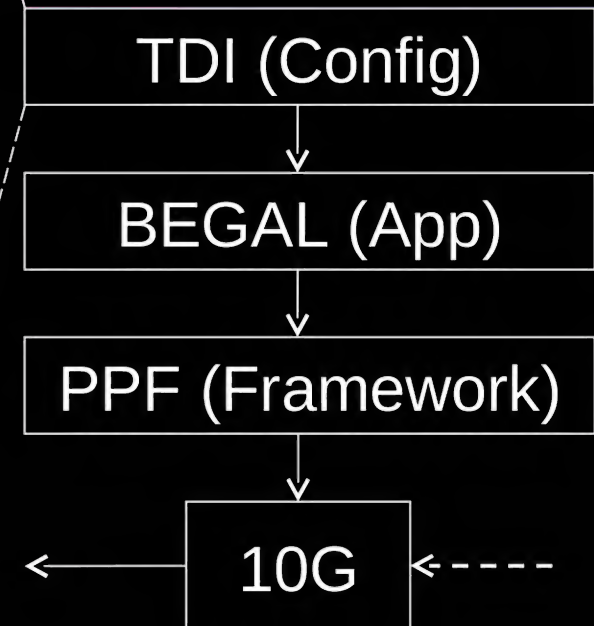 TDI (Config)
BEGAL (App)
PPF (Framework)
10G